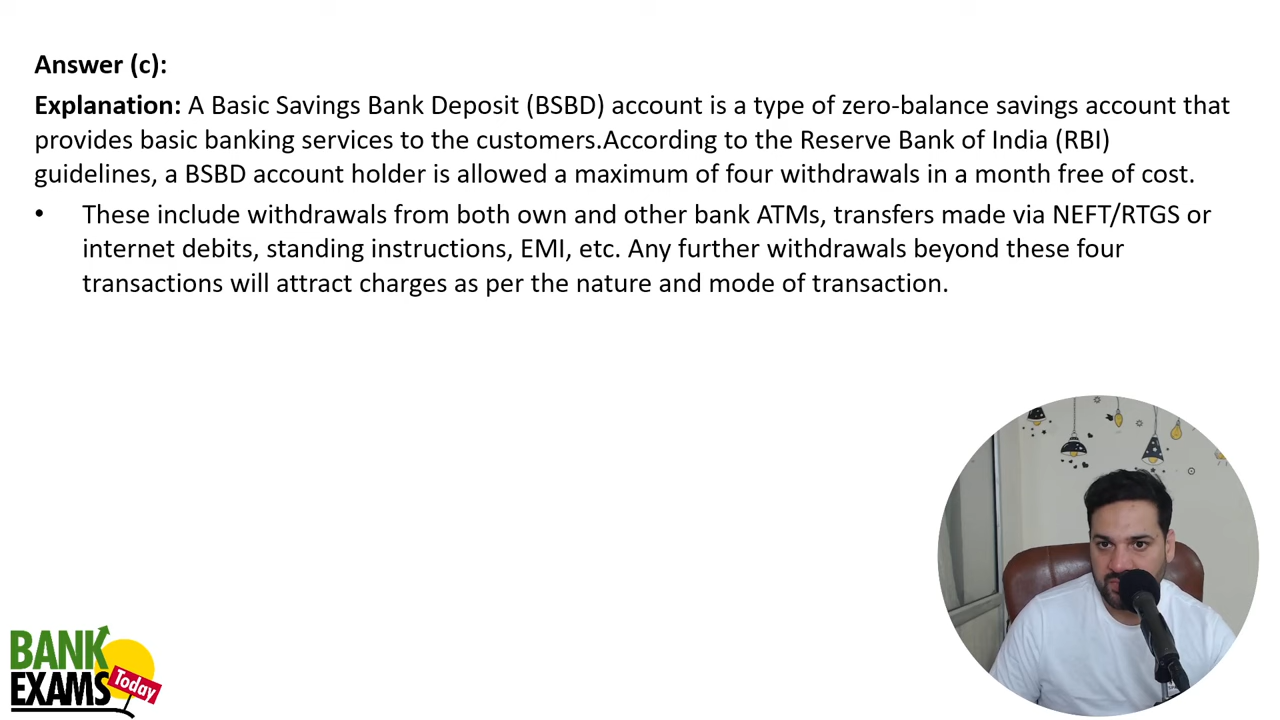 Answer (c):
Explanation: A Basic Savings Bank Deposit (BSBD) account is a type of zero-balance savings account that
provides basic banking services to the customers.According to the Reserve Bank of India (RBI)
guidelines, a BSBD account holder is allowed a maximum of four withdrawals in a month free of cost.
• These include withdrawals from both own and other bank ATMs, transfers made via NEFT/RTGS or
internet debits, standing instructions, EMI, etc. Any further withdrawals beyond these four
transactions will attract charges as per the nature and mode of transaction.
BANK
EXAMS
Today